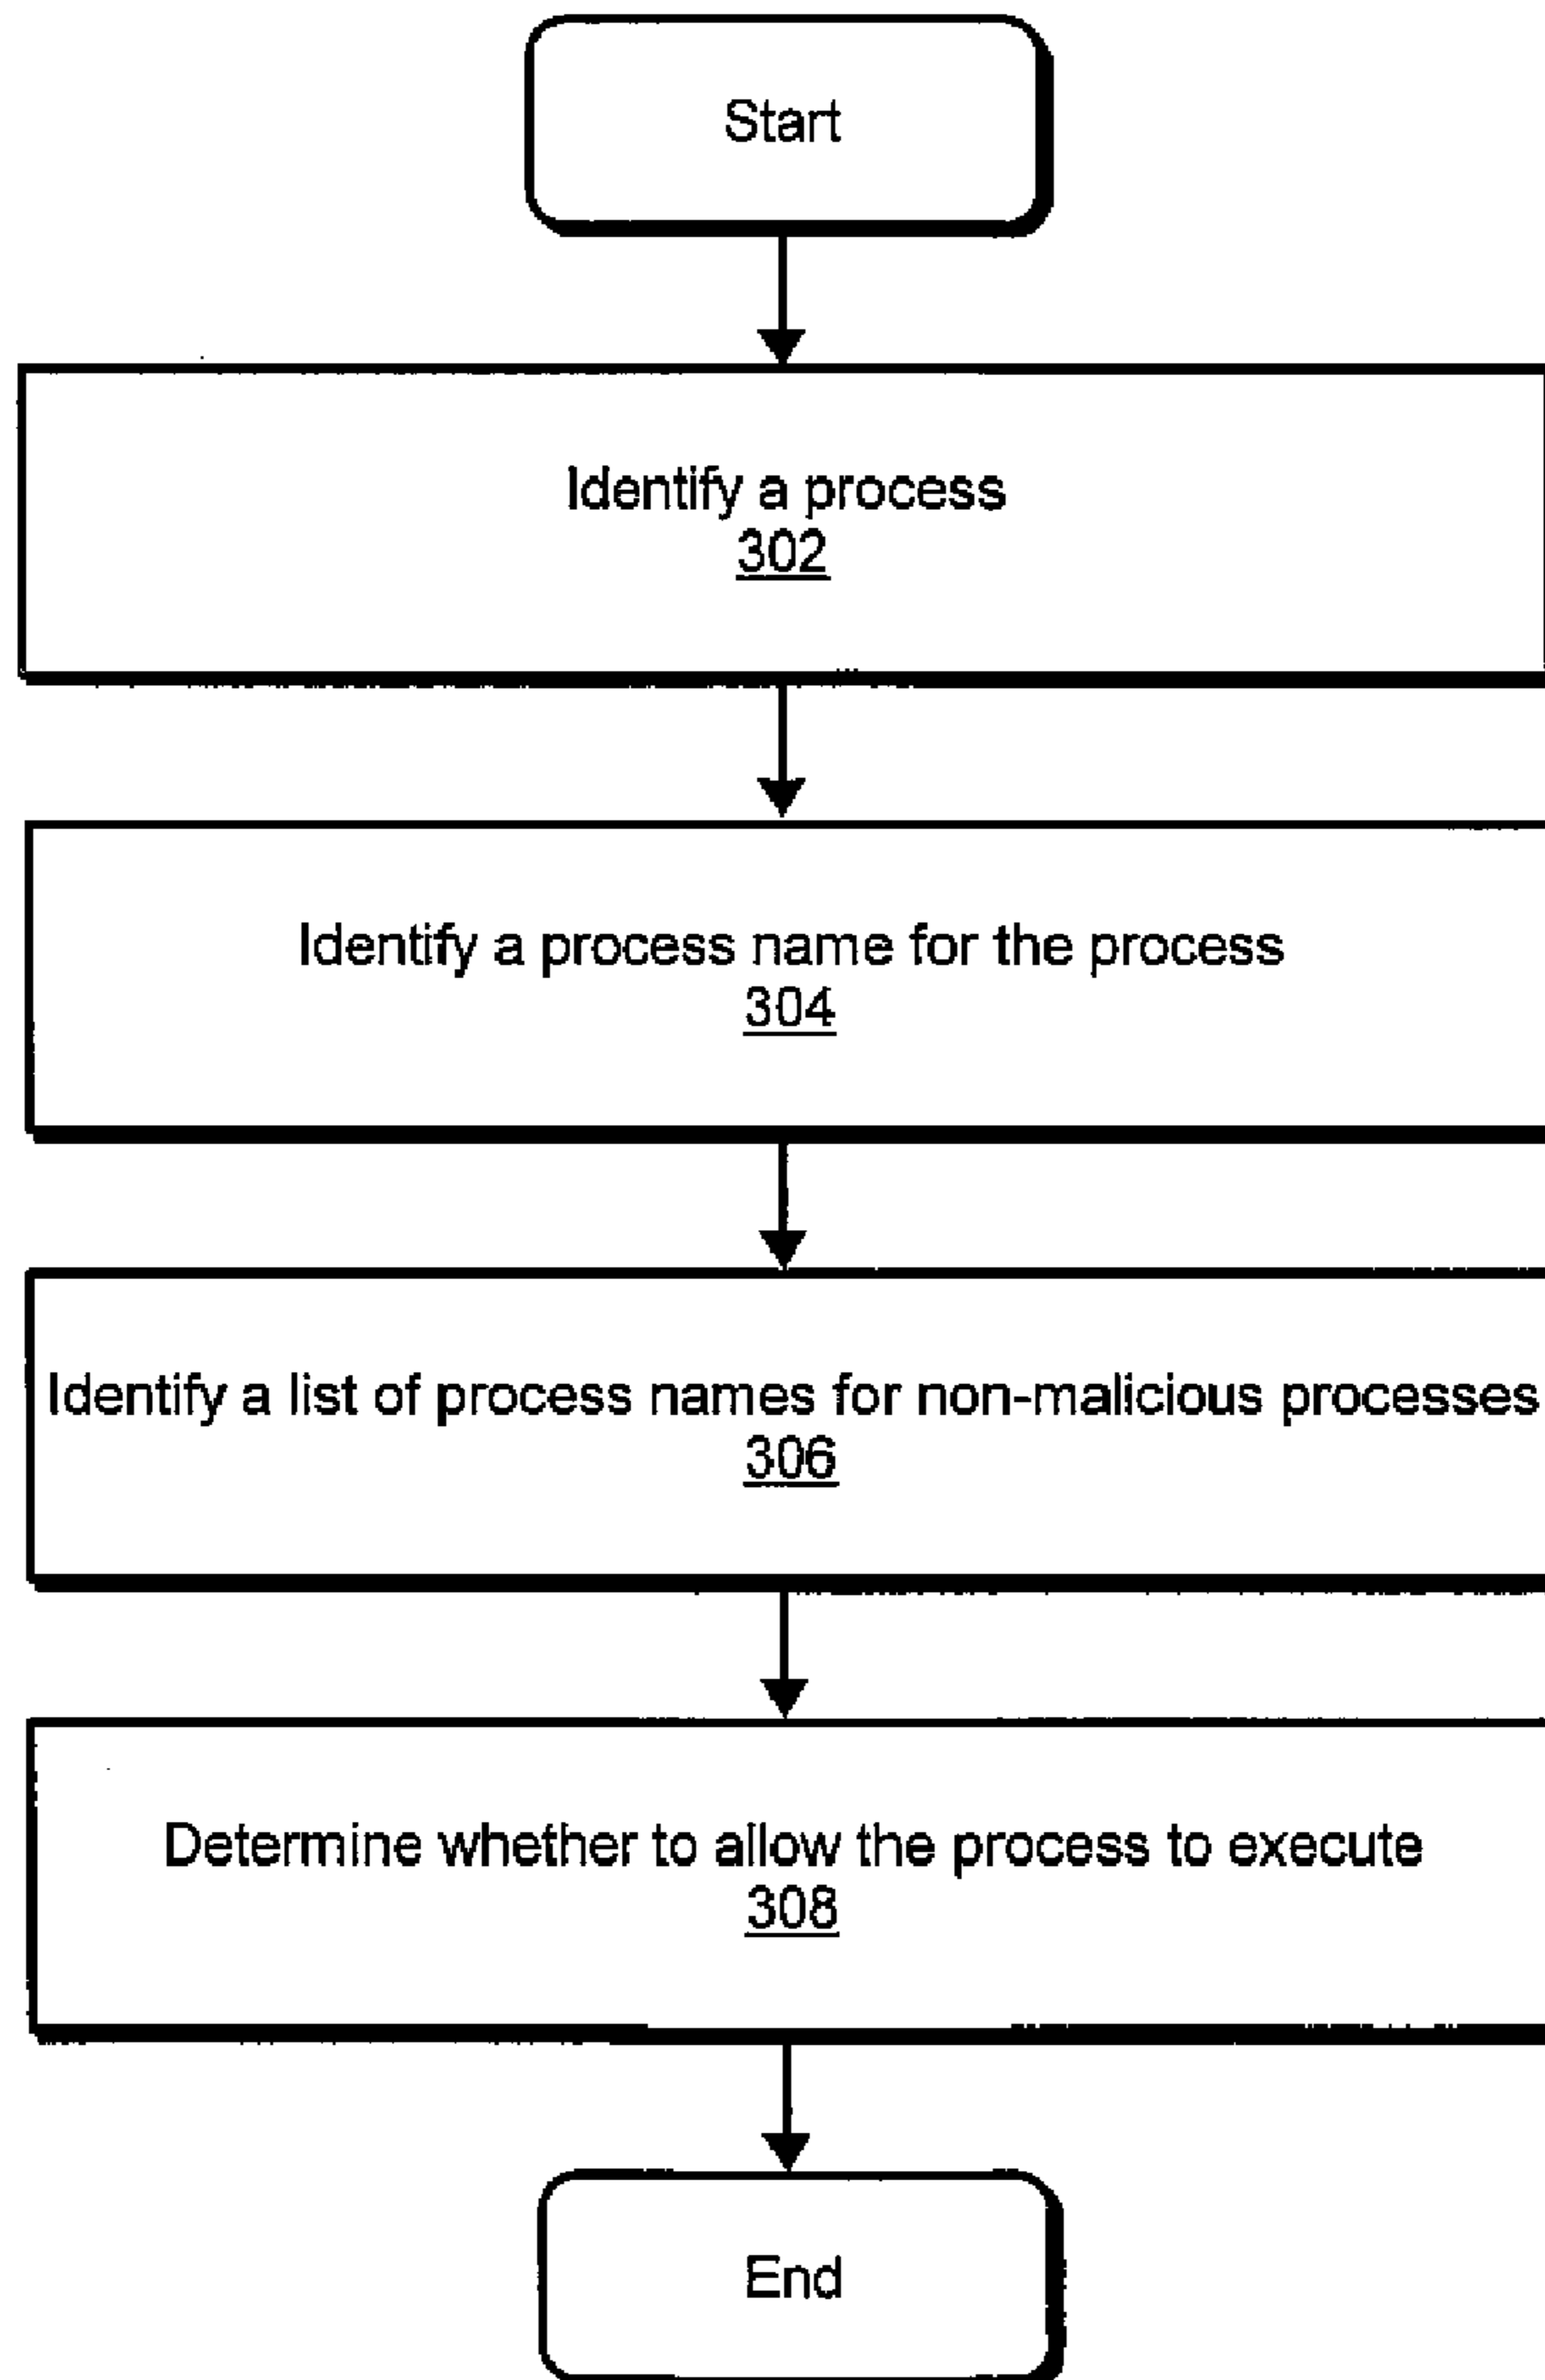 Start
Identify a process
302
Identify a process name for the process
304
Identify a list of process names for non-malicious processes
306
Determine whether to allow the process to execute
308
End